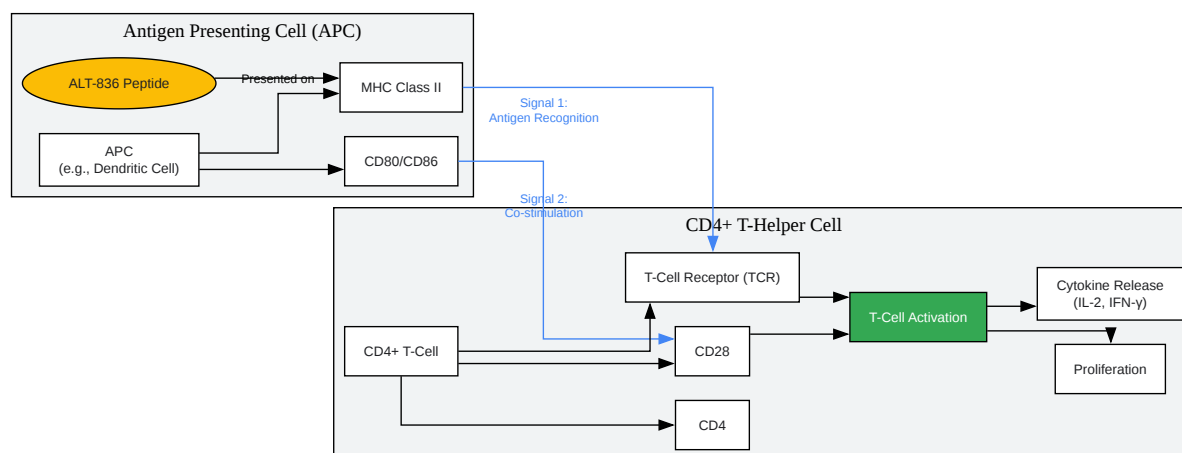 Antigen Presenting Cell (APC)
ALT-836 Peptide
Presented on
MHC Class II
APC
(e.g., Dendritic Cell)
CD80/CD86
Signal 1:
Antigen Recognition
Signal 2:
Co-stimulation
CD4+ T-Helper Cell
T-Cell Receptor (TCR)
T-Cell Activation
Cytokine Release
(IL-2, IFN-γ)
CD4+ T-Cell
CD28
Proliferation
CD4